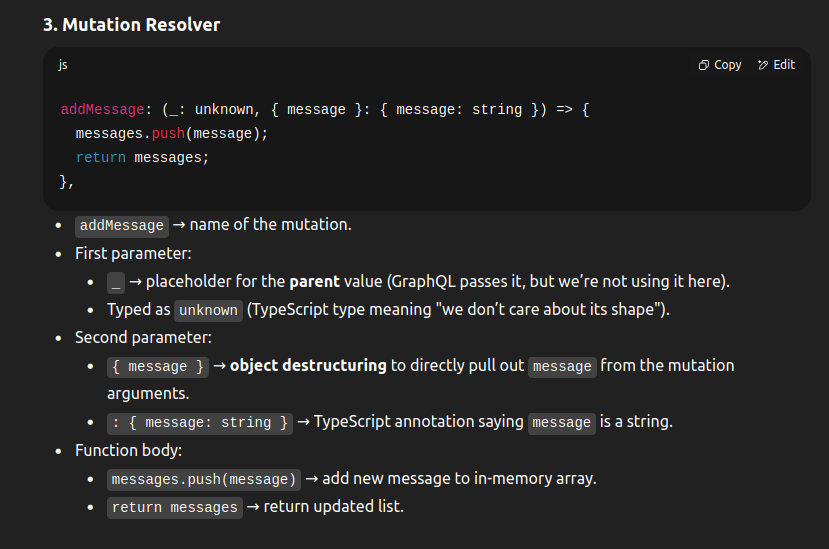 3. Mutation Resolver
js
Copy
Edit
addMessage: (_: unknown, { message }: { message: string }) => {
  messages.push(message);
  return messages;
},
• addMessage → name of the mutation.
• First parameter:
• _ → placeholder for the parent value (GraphQL passes it, but we’re not using it here).
• Typed as unknown (TypeScript type meaning "we don’t care about its shape").
• Second parameter:
• { message } → object destructuring to directly pull out message from the mutation
arguments.
• : { message: string } → TypeScript annotation saying message is a string.
• Function body:
• messages.push(message) → add new message to in-memory array.
• return messages → return updated list.